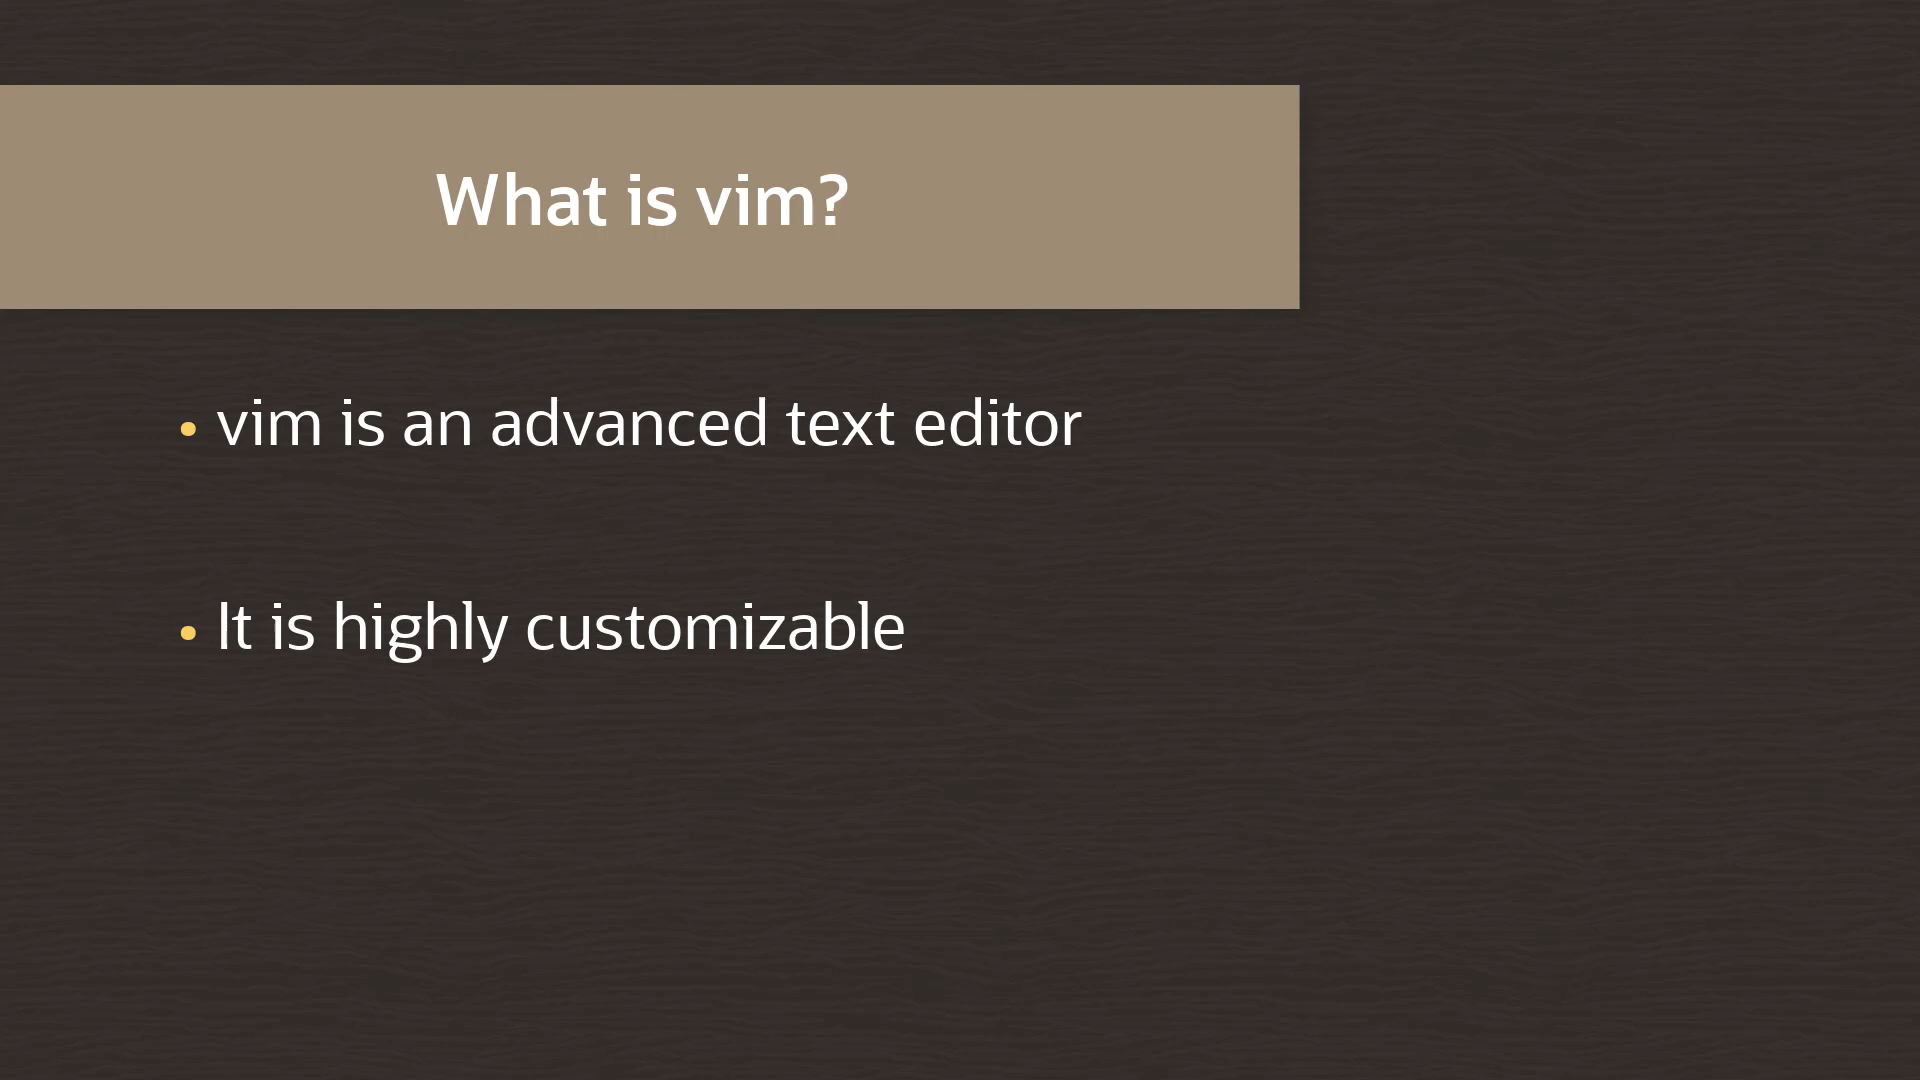 What is vim?
• vim is an advanced text editor
• It is highly customizable